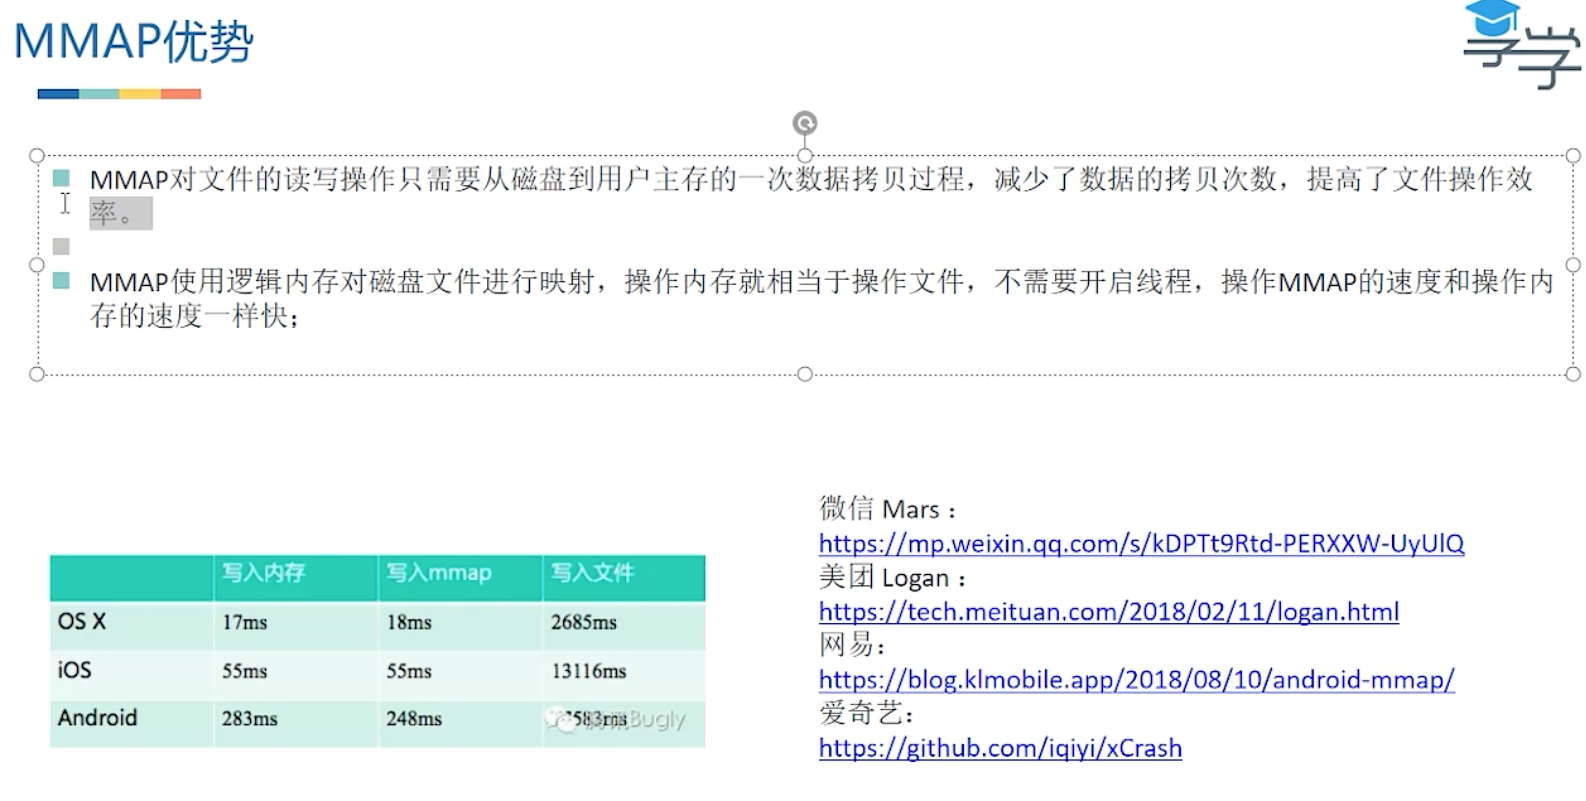 MMAP优势
享学
MMAP对文件的读写操作只需要从磁盘到用户主存的一次数据拷贝过程，减少了数据的拷贝次数，提高了文件操作效
率。
MMAP使用逻辑内存对磁盘文件进行映射，操作内存就相当于操作文件，不需要开启线程，操作MMAP的速度和操作内
存的速度一样快；
写入内存 写入mmap 写入文件
OS X 17ms 18ms 2685ms
iOS 55ms 55ms 13116ms
Android 283ms 248ms
Bugly
微信 Mars：
https://mp.weixin.qq.com/s/kDPTt9Rtd-PERXXW-UyUlQ
美团 Logan：
https://tech.meituan.com/2018/02/11/logan.html
网易：
https://blog.klmobile.app/2018/08/10/android-mmap/
爱奇艺：
https://github.com/iqiyi/xCrash